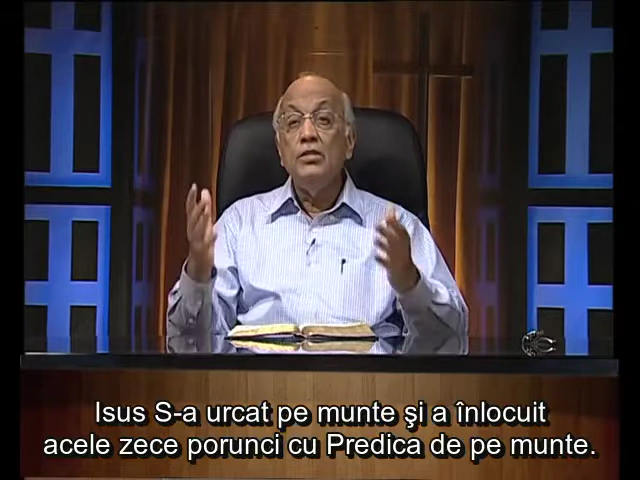 Isus S-a urcat pe munte şi a înlocuit
acele zece porunci cu Predica de pe munte.